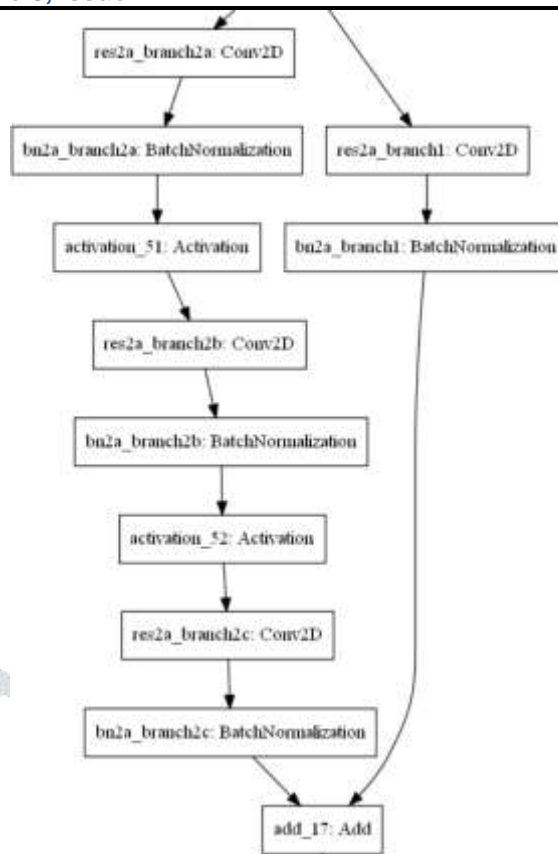 res2a_branch2a: Conv2D
bn2a_branch2a: BatchNormalization
res2a_branch1: Conv2D
activation_51: Activation
bn2a_branch1: BatchNormalization
res2a_branch2b: Conv2D
bn2a_branch2b: BatchNormalization
activation_52: Activation
res2a_branch2c: Conv2D
bn2a_branch2c: BatchNormalization
add_17: Add